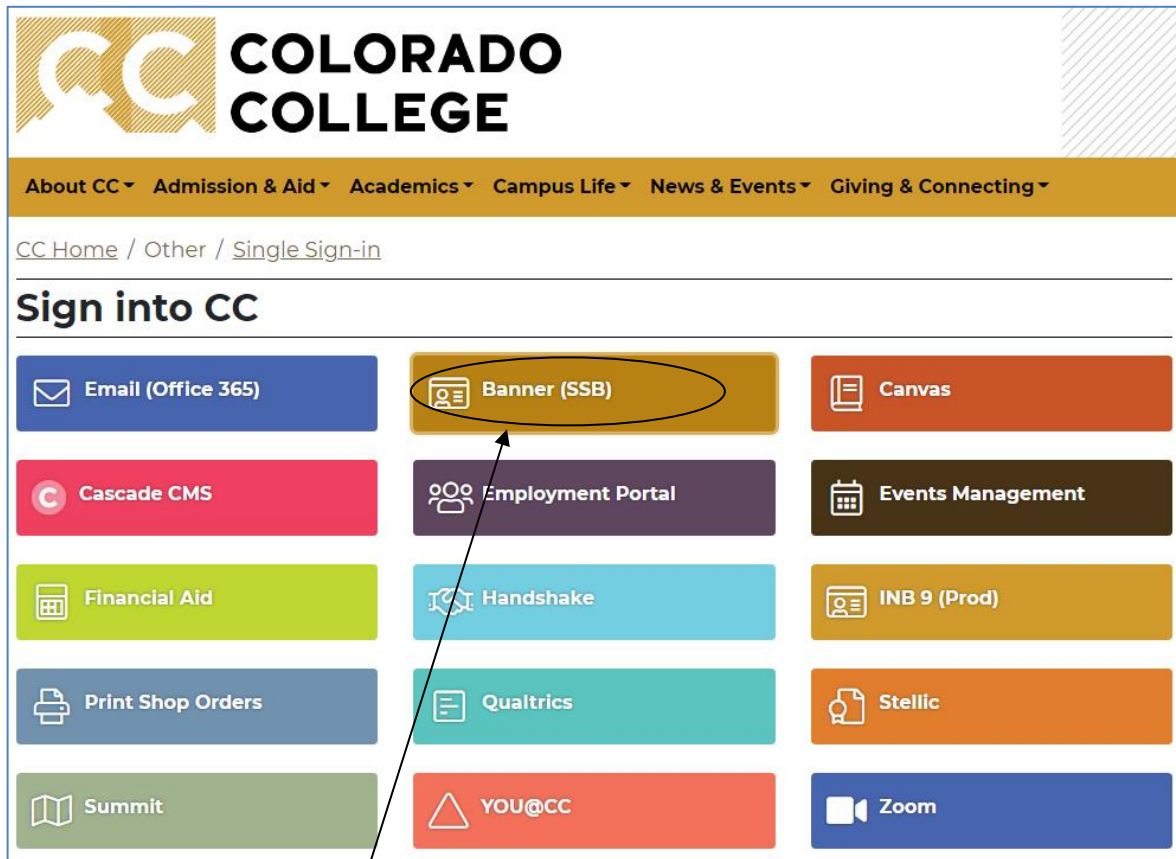 CC COLORADO
COLLEGE
About CC Admission & Aid Academics Campus Life News & Events Giving & Connecting
CC Home / Other / Single Sign-in
Sign into CC
Email (Office 365) Banner (SSB) Canvas
C Cascade CMS Employment Portal Events Management
Financial Aid Handshake INB 9 (Prod)
Print Shop Orders Qualtrics Stellic
Summit YOU@CC Zoom